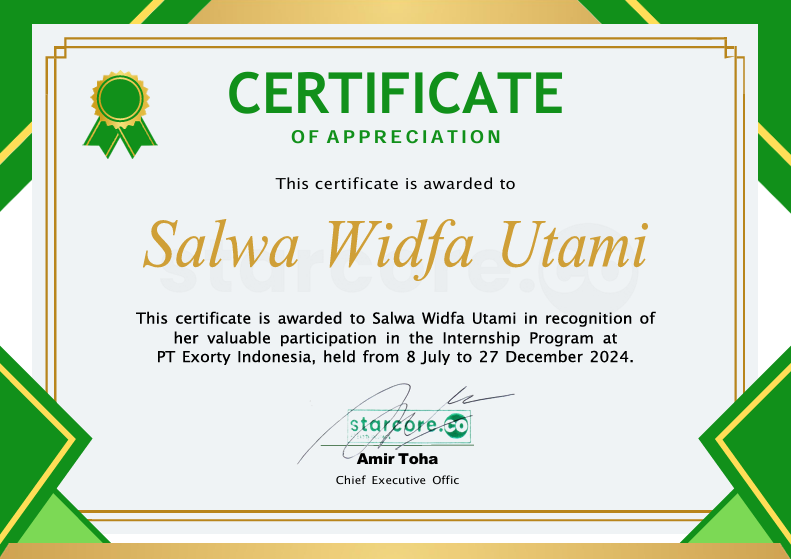 CERTIFICATE
OF APPRECIATION
This certificate is awarded to
Salwa Widfa Utami
starcore.co
This certificate is awarded to Salwa Widfa Utami in recognition of
her valuable participation in the Internship Program at
PT Exorty Indonesia, held from 8 July to 27 December 2024.
starcore.co
Amir Toha
Chief Executive Offic